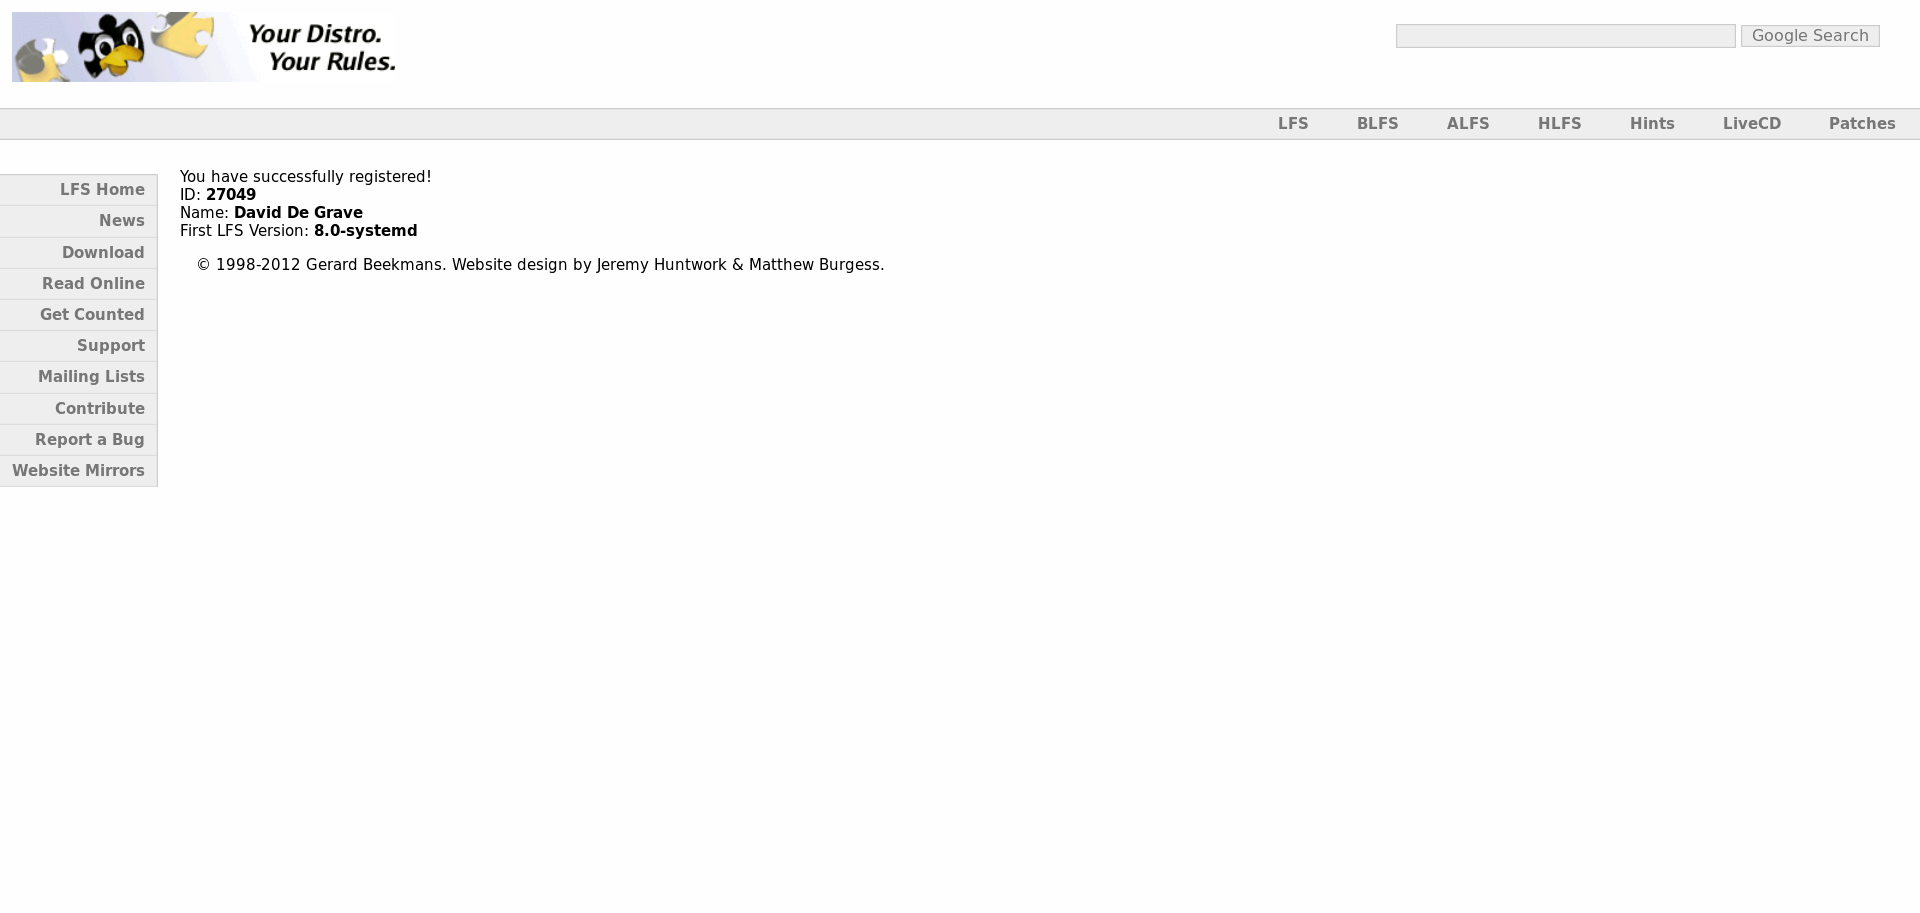 Your Distro.
Your Rules.
Google Search
LFS BLFS ALFS HLFS Hints LiveCD Patches
LFS Home
News
Download
Read Online
Get Counted
Support
Mailing Lists
Contribute
Report a Bug
Website Mirrors
You have successfully registered!
ID: 27049
Name: David De Grave
First LFS Version: 8.0-systemd
© 1998-2012 Gerard Beekmans. Website design by Jeremy Huntwork & Matthew Burgess.